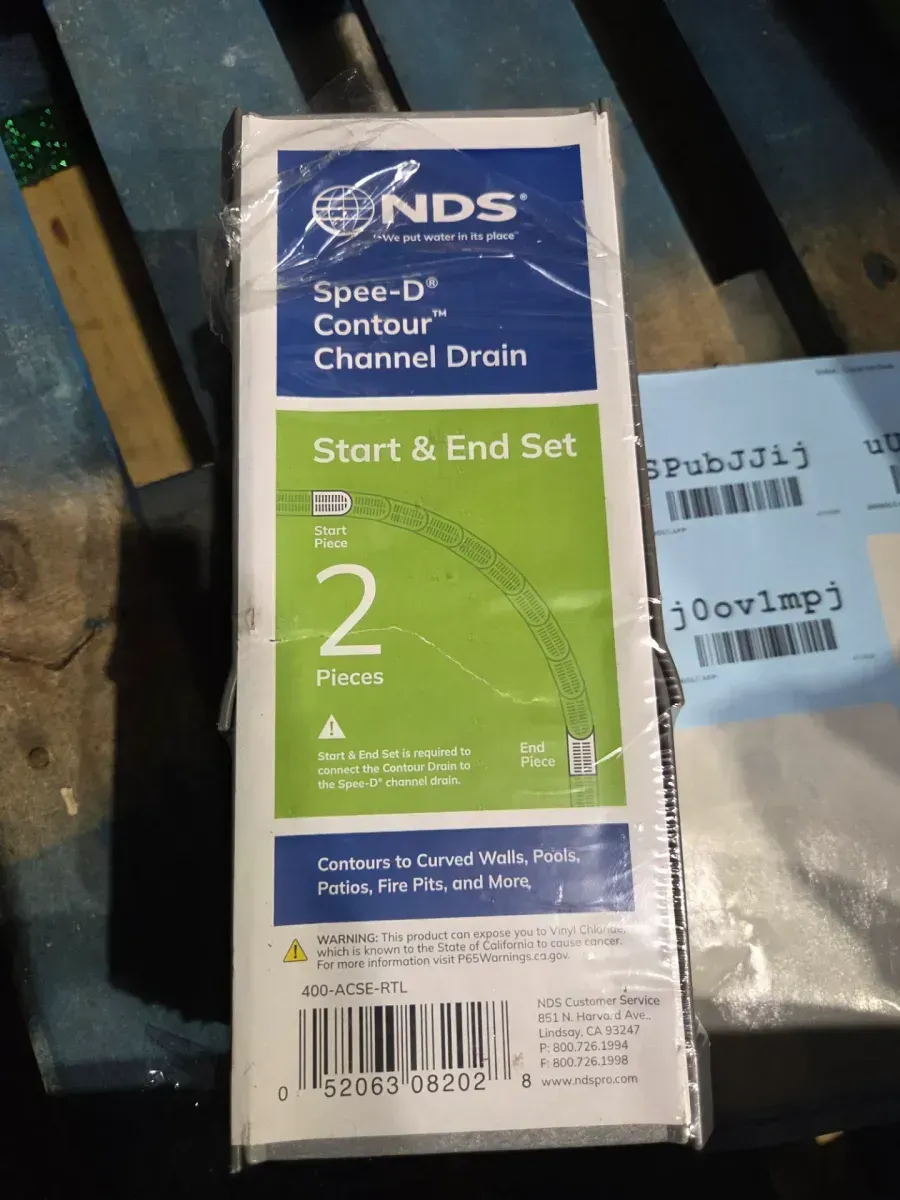 NDS®
We put water in its place™
Spee-D®
Contour™
Channel Drain
Start & End Set
Start
Piece
2
Pieces
Start & End Set is required to
connect the Contour Drain to
the Spee-D® channel drain.
End
Piece
Contours to Curved Walls, Pools,
Patios, Fire Pits, and More.
WARNING: This product can expose you to Vinyl Chloride,
which is known to the State of California to cause cancer.
For more information visit P65Warnings.ca.gov.
400-ACSE-RTL
0 52063 08202 8
NDS Customer Service
851 N. Harvard Ave.,
Lindsay, CA 93247
P: 800.726.1994
F: 800.726.1998
www.ndspro.com
SPubJJij
j0ov1mpj